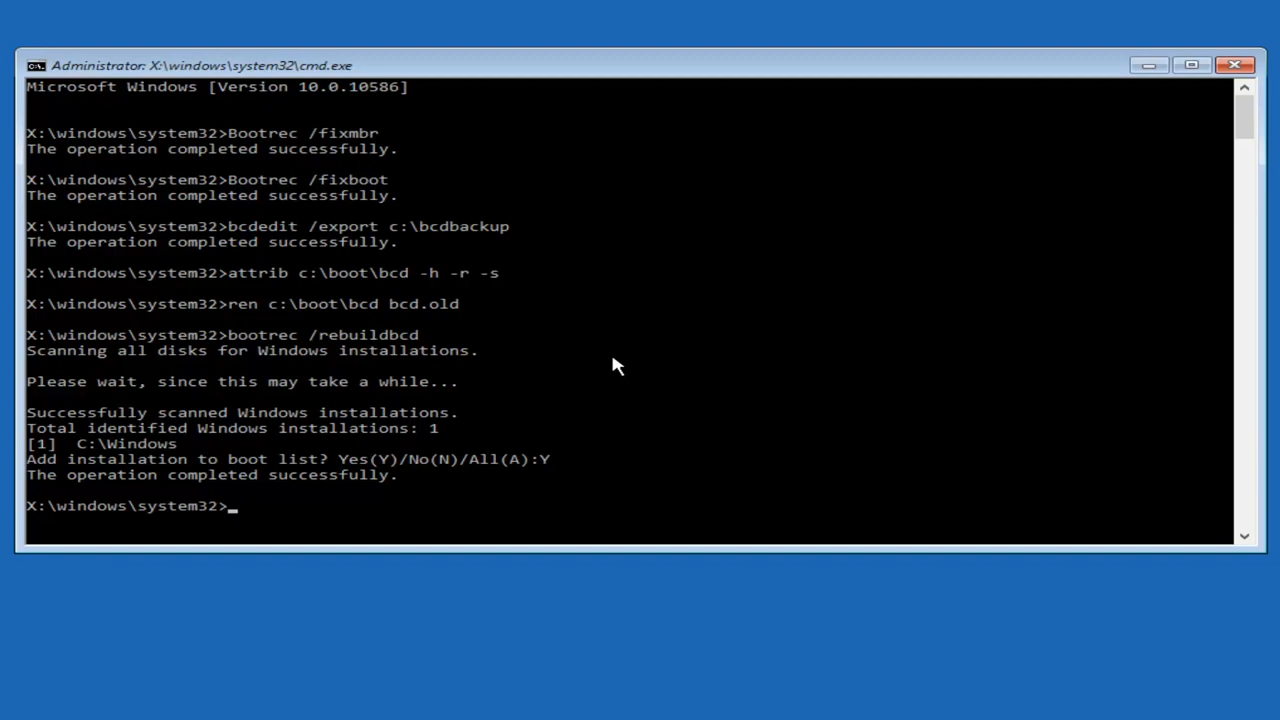 Administrator: X:\windows\system32\cmd.exe
Microsoft Windows [Version 10.0.10586]
X:\windows\system32>Bootrec /fixmbr
The operation completed successfully.
X:\windows\system32>Bootrec /fixboot
The operation completed successfully.
X:\windows\system32>bcdedit /export c:\bcdbackup
The operation completed successfully.
X:\windows\system32>attrib c:\boot\bcd -h -r -s
X:\windows\system32>ren c:\boot\bcd bcd.old
X:\windows\system32>bootrec /rebuildbcd
Scanning all disks for Windows installations.
Please wait, since this may take a while...
Successfully scanned Windows installations.
Total identified Windows installations: 1
[1]  C:\Windows
Add installation to boot list? Yes(Y)/No(N)/All(A):Y
The operation completed successfully.
X:\windows\system32>_